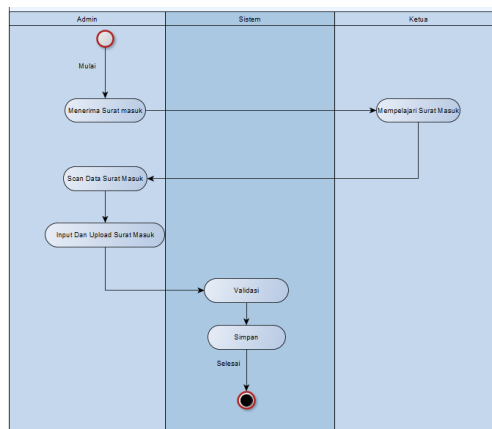 Admin
Sistem
Ketua
Mulai
Menerima Surat masuk
Mempelajari Surat Masuk
Scan Data Surat Masuk
Input Dan Upload Surat Masuk
Validasi
Simpan
Selesai